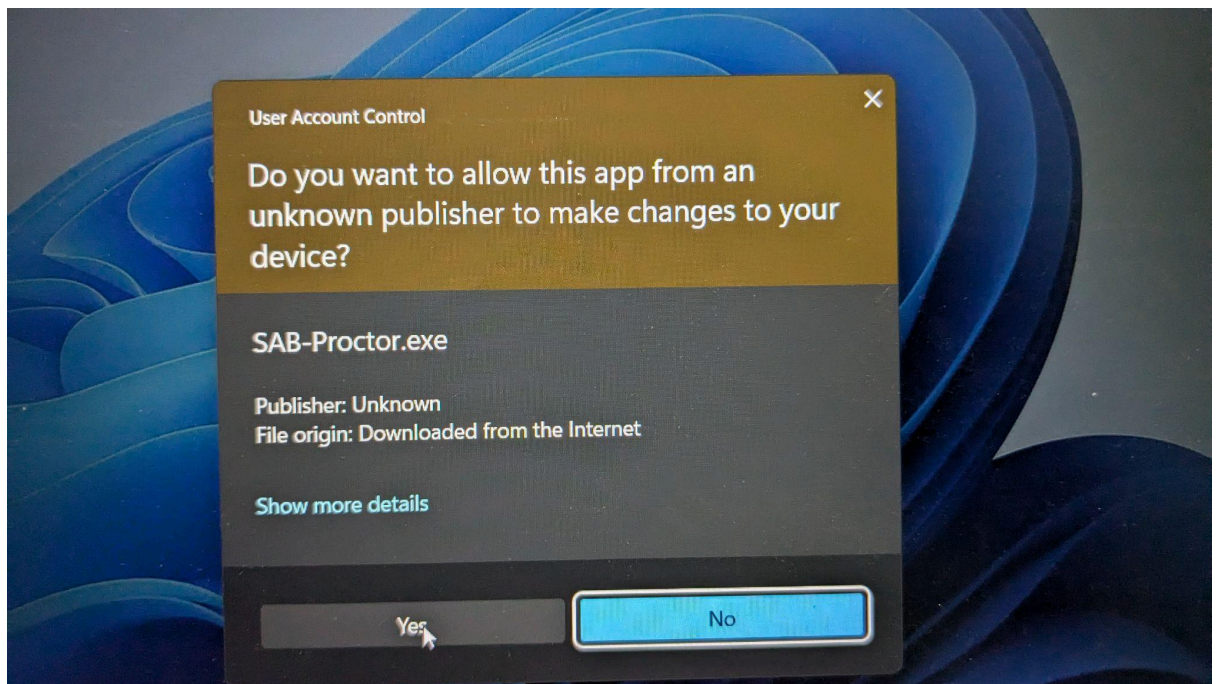 User Account Control
Do you want to allow this app from an
unknown publisher to make changes to your
device?
SAB-Proctor.exe
Publisher: Unknown
File origin: Downloaded from the Internet
Show more details
Yes
No